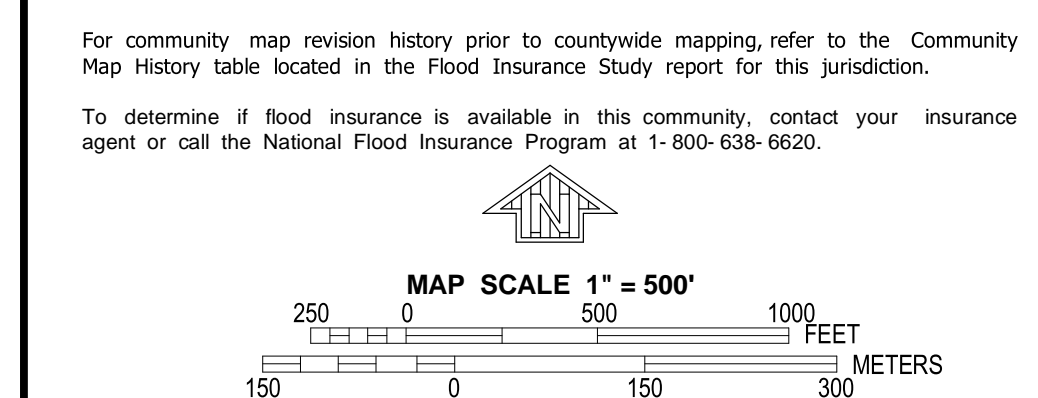 For community map revision history prior to countywide mapping, refer to the Community
Map History table located in the Flood Insurance Study report for this jurisdiction.
To determine if flood insurance is available in this community, contact your insurance
agent or call the National Flood Insurance Program at 1- 800- 638- 6620.
N
MAP SCALE 1" = 500'
250 0 500 1000
FEET
METERS
150 0 150 300